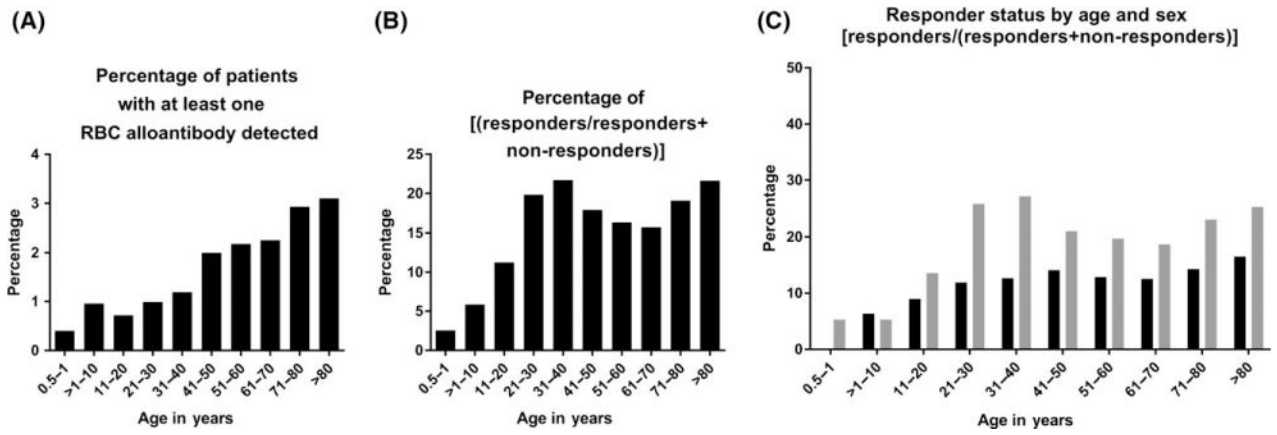 (A)
Percentage of patients
with at least one
RBC alloantibody detected
Percentage
4
3
2
1
0
0.5–1
>1–10
11–20
21–30
31–40
41–50
51–60
61–70
71–80
>80
Age in years
(B)
Percentage of
[(responders/responders+
non-responders)]
Percentage
25
20
15
10
5
0
0.5–1
>1–10
11–20
21–30
31–40
41–50
51–60
61–70
71–80
>80
Age in years
(C)
Responder status by age and sex
[responders/(responders+non-responders)]
Percentage
50
40
30
20
10
0
0.5–1
>1–10
11–20
21–30
31–40
41–50
51–60
61–70
71–80
>80
Age in years